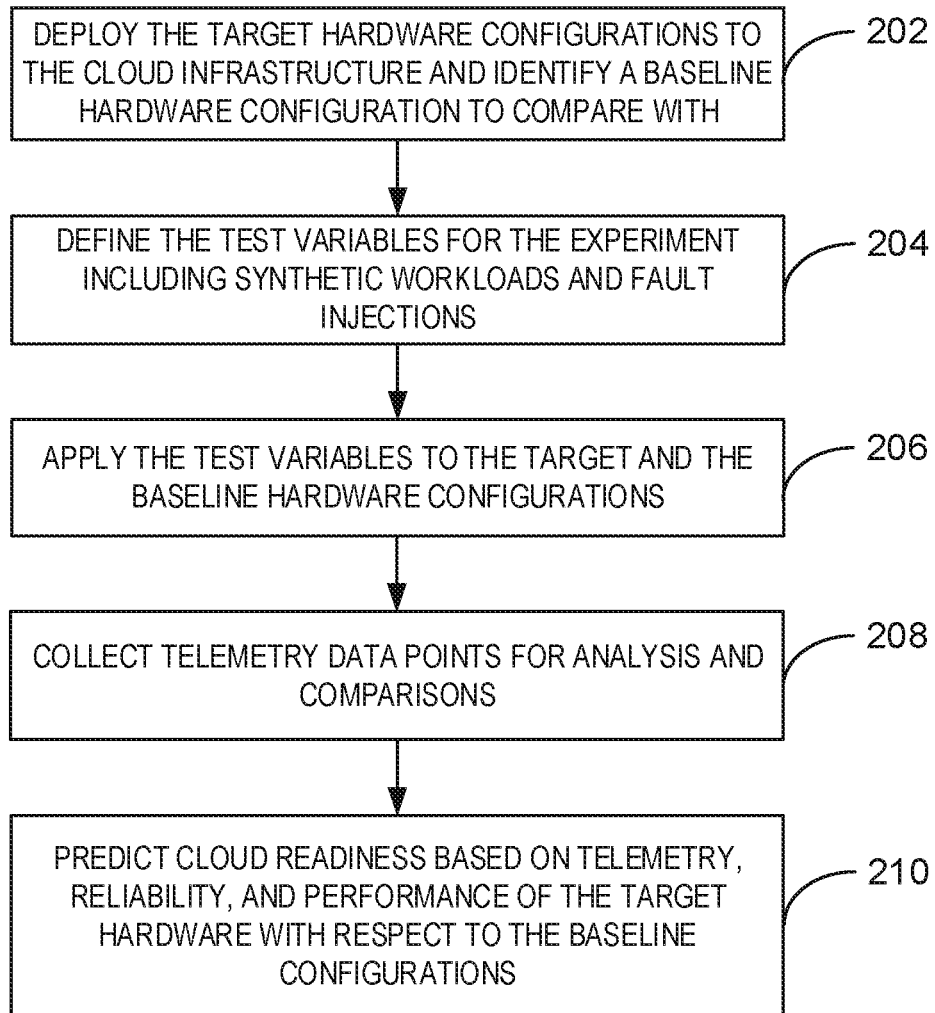 DEPLOY THE TARGET HARDWARE CONFIGURATIONS TO
THE CLOUD INFRASTRUCTURE AND IDENTIFY A BASELINE
HARDWARE CONFIGURATION TO COMPARE WITH
202
DEFINE THE TEST VARIABLES FOR THE EXPERIMENT
INCLUDING SYNTHETIC WORKLOADS AND FAULT
INJECTIONS
204
APPLY THE TEST VARIABLES TO THE TARGET AND THE
BASELINE HARDWARE CONFIGURATIONS
206
COLLECT TELEMETRY DATA POINTS FOR ANALYSIS AND
COMPARISONS
208
PREDICT CLOUD READINESS BASED ON TELEMETRY,
RELIABILITY, AND PERFORMANCE OF THE TARGET
HARDWARE WITH RESPECT TO THE BASELINE
CONFIGURATIONS
210